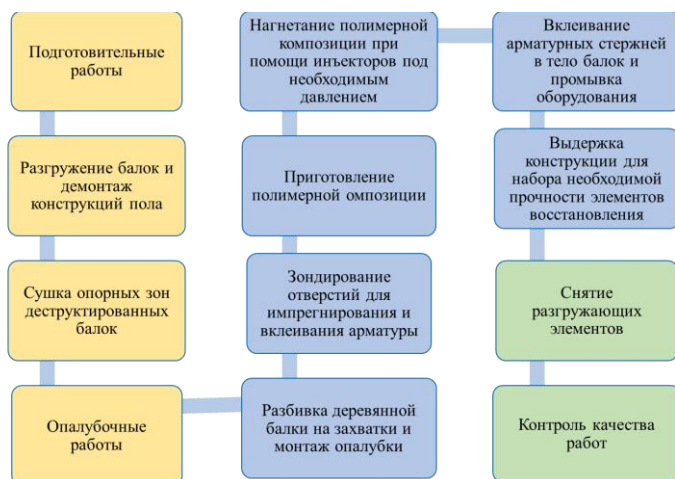 Подготовительные
работы
Разгружение балок и
демонтаж
конструкций пола
Сушка опорных зон
деструктированных
балок
Опалубочные
работы
Разбивка деревянной
балки на захватки и
монтаж опалубки
Зондирование
отверстий для
импрегнирования и
вклеивания арматуры
Приготовление
полимерной омпозиции
Нагнетание полимерной
композиции при
помощи инъекторов под
необходимым
давлением
Вклеивание
арматурных стержней
в тело балок и
промывка
оборудования
Выдержка
конструкции для
набора необходимой
прочности элементов
восстановления
Снятие
разгружающих
элементов
Контроль качества
работ